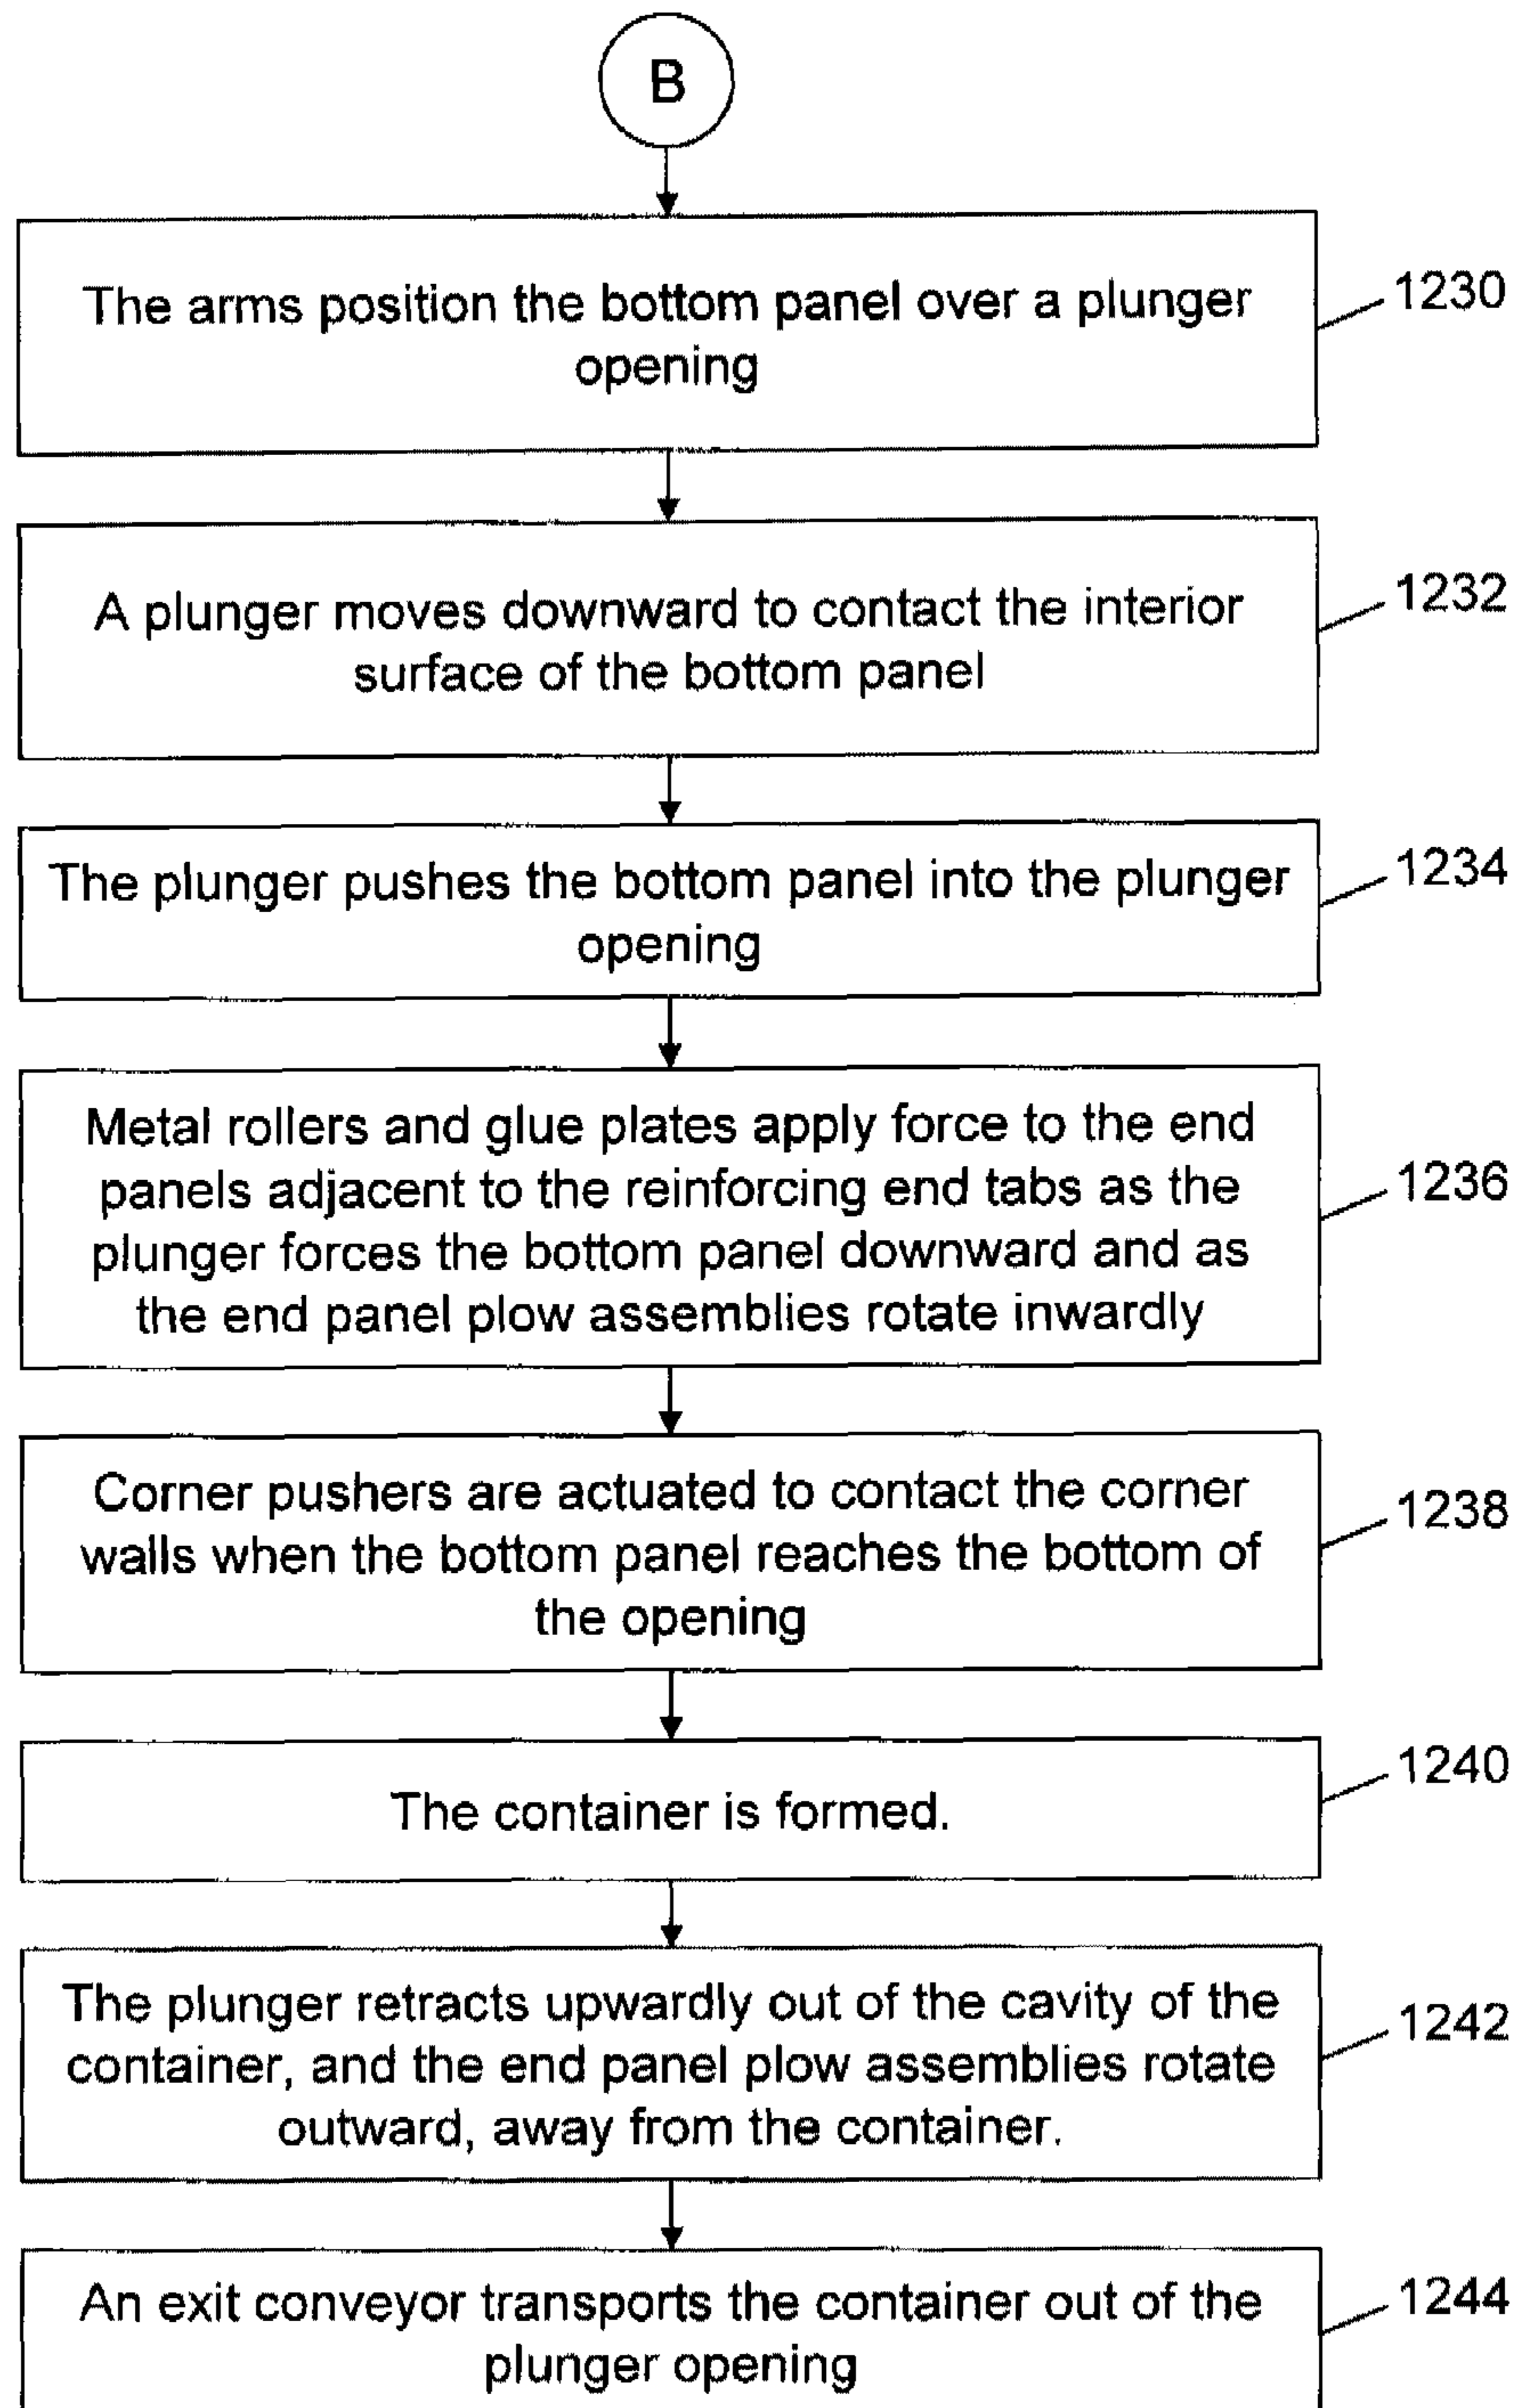 B
The arms position the bottom panel over a plunger
opening
1230
A plunger moves downward to contact the interior
surface of the bottom panel
1232
The plunger pushes the bottom panel into the plunger
opening
1234
Metal rollers and glue plates apply force to the end
panels adjacent to the reinforcing end tabs as the
plunger forces the bottom panel downward and as
the end panel plow assemblies rotate inwardly
1236
Corner pushers are actuated to contact the corner
walls when the bottom panel reaches the bottom of
the opening
1238
The container is formed.
1240
The plunger retracts upwardly out of the cavity of the
container, and the end panel plow assemblies rotate
outward, away from the container.
1242
An exit conveyor transports the container out of the
plunger opening
1244